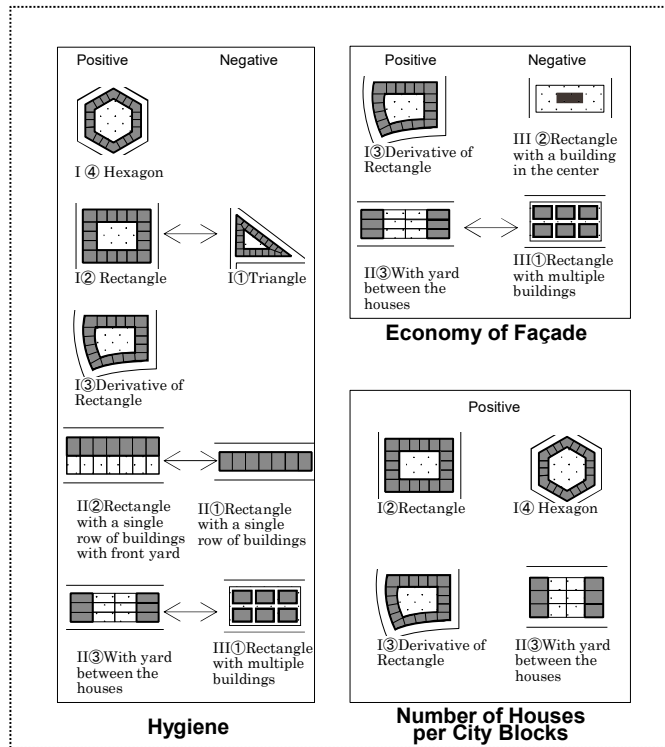 Positive
Negative
I ④ Hexagon
I② Rectangle
I①Triangle
I③Derivative of
Rectangle
II②Rectangle
with a single
row of buildings
with front yard
II①Rectangle
with a single
row of buildings
II③With yard
between the
houses
III①Rectangle
with multiple
buildings
Hygiene
Positive
Negative
I③Derivative of
Rectangle
III ②Rectangle
with a building
in the center
II③With yard
between the
houses
III①Rectangle
with multiple
buildings
Economy of Façade
Positive
I②Rectangle
I④ Hexagon
I③Derivative of
Rectangle
II③With yard
between the
houses
Number of Houses
per City Blocks